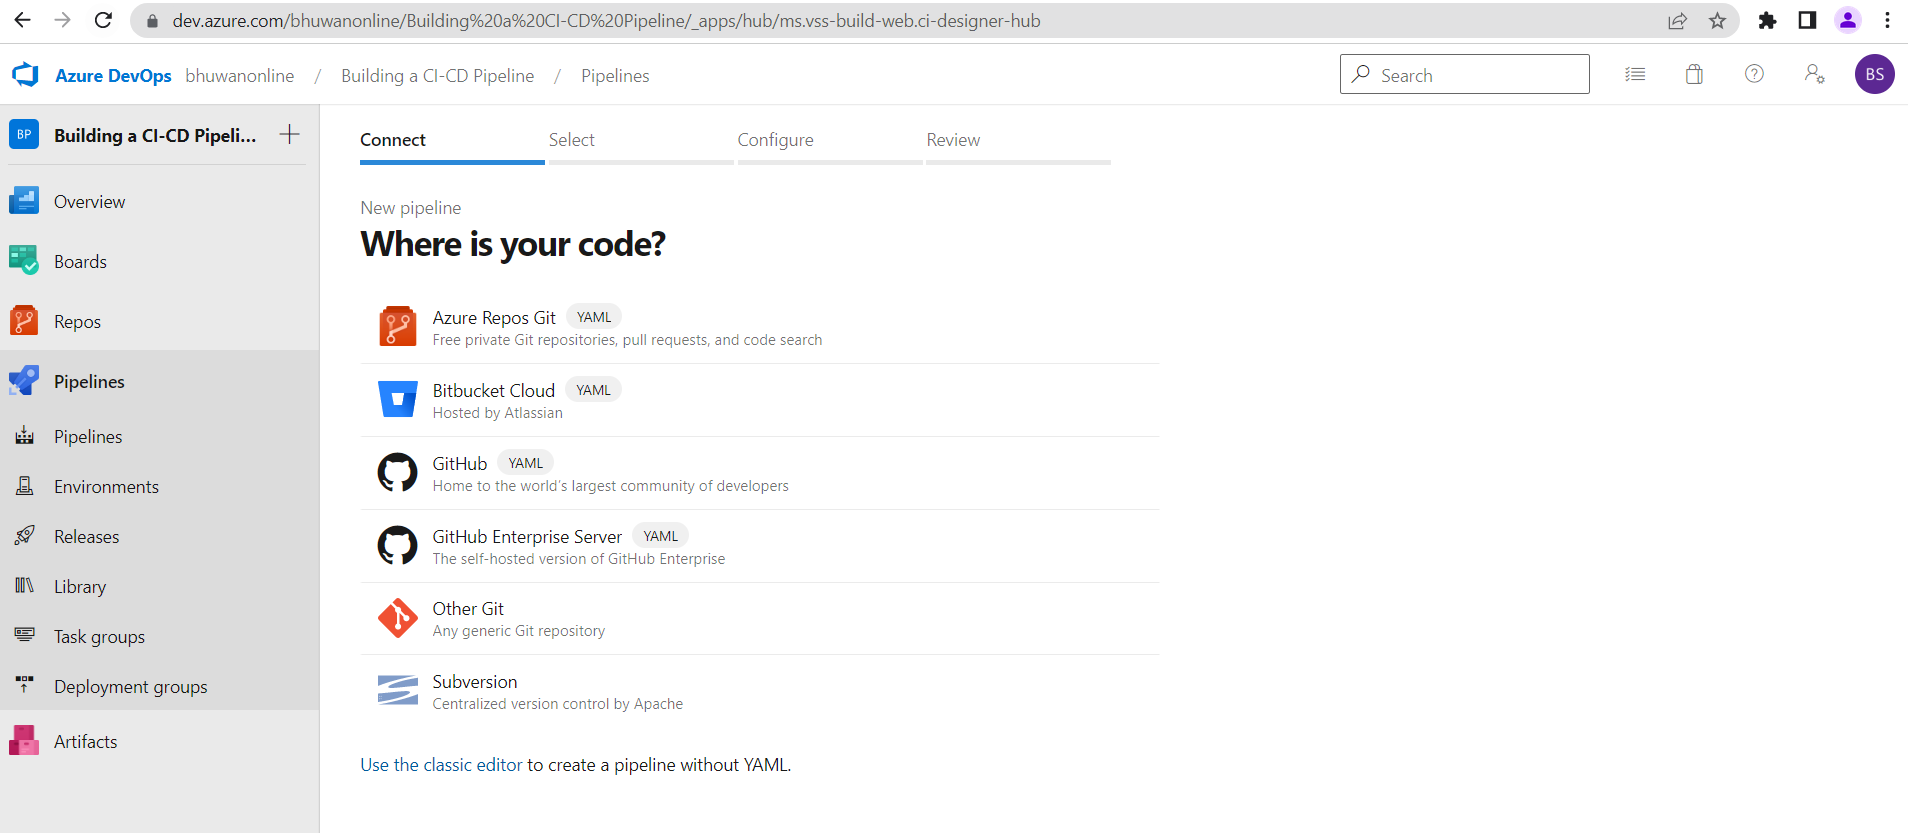 dev.azure.com/bhuwanonline/Building%20a%20CI-CD%20Pipeline/_apps/hub/ms.vss-build-web.ci-designer-hub
Azure DevOps bhuwanonline / Building a CI-CD Pipeline / Pipelines
Search
BS
BP Building a CI-CD Pipeli...
Overview
Boards
Repos
Pipelines
Pipelines
Environments
Releases
Library
Task groups
Deployment groups
Artifacts
Connect Select Configure Review
New pipeline
Where is your code?
Azure Repos Git YAML
Free private Git repositories, pull requests, and code search
Bitbucket Cloud YAML
Hosted by Atlassian
GitHub YAML
Home to the world's largest community of developers
GitHub Enterprise Server YAML
The self-hosted version of GitHub Enterprise
Other Git
Any generic Git repository
Subversion
Centralized version control by Apache
Use the classic editor to create a pipeline without YAML.